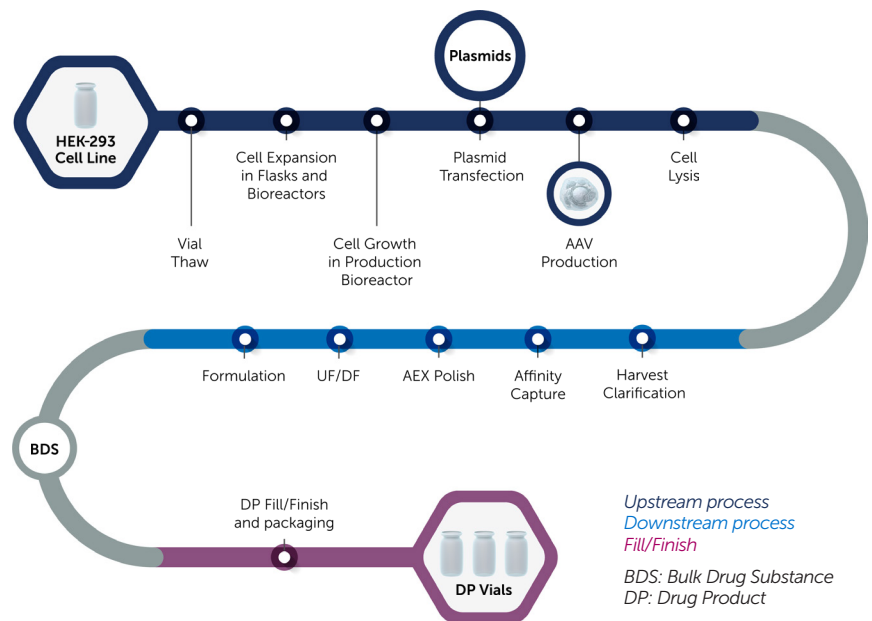 Plasmids
HEK-293
Cell Line
Vial
Thaw
Cell Expansion
in Flasks and
Bioreactors
Cell Growth
in Production
Bioreactor
Plasmid
Transfection
AAV
Production
Cell
Lysis
Formulation
UF/DF
AEX Polish
Affinity
Capture
Harvest
Clarification
BDS
DP Fill/Finish
and packaging
DP Vials
Upstream process
Downstream process
Fill/Finish
BDS: Bulk Drug Substance
DP: Drug Product